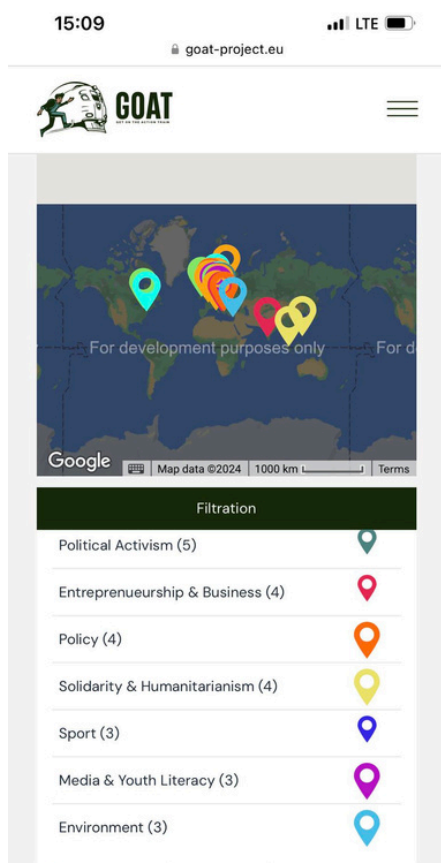 15:09
LTE
goat-project.eu
GOAT
GET ON THE ACTION TRAIN
For development purposes only
For d
Google
Map data ©2024
1000 km
Terms
Filtration
Political Activism (5)
Entreprenueurship & Business (4)
Policy (4)
Solidarity & Humanitarianism (4)
Sport (3)
Media & Youth Literacy (3)
Environment (3)